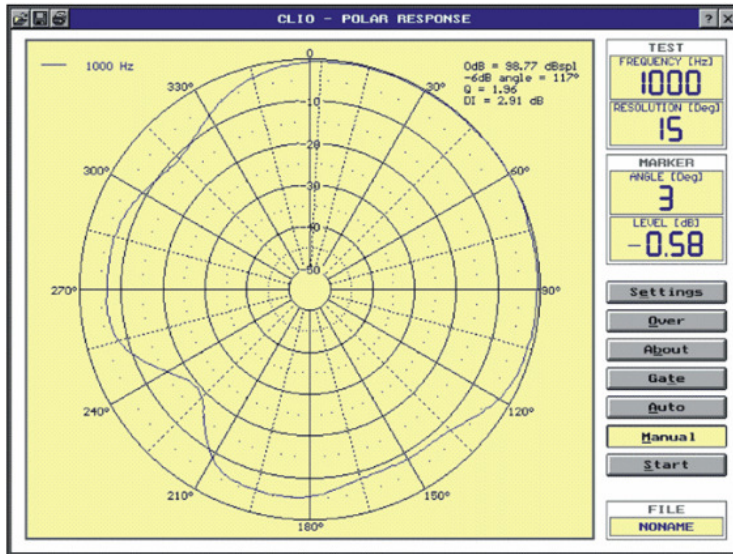 CLIO - POLAR RESPONSE
?
1000 Hz
0dB = 98.77 dBspl
-6dB angle = 117°
Q = 1.96
DI = 2.91 dB
0
10
20
30
40
50
30°
60°
90°
120°
150°
180°
210°
240°
270°
300°
330°
TEST
FREQUENCY [Hz]
1000
RESOLUTION [Deg]
15
MARKER
ANGLE [Deg]
3
LEVEL [dB]
-0.58
Settings
Over
About
Gate
Auto
Manual
Start
FILE
NONAME